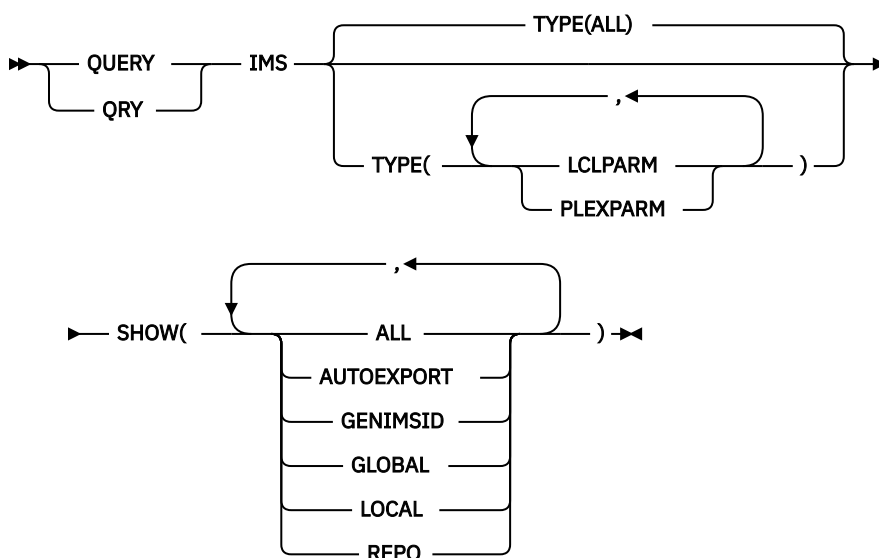 TYPE(ALL)
QUERY IMS
QRY
,
TYPE( LCLPARM )
PLEXPARM
,
SHOW( ALL )
AUTOEXPORT
GENIMSID
GLOBAL
LOCAL
REPO